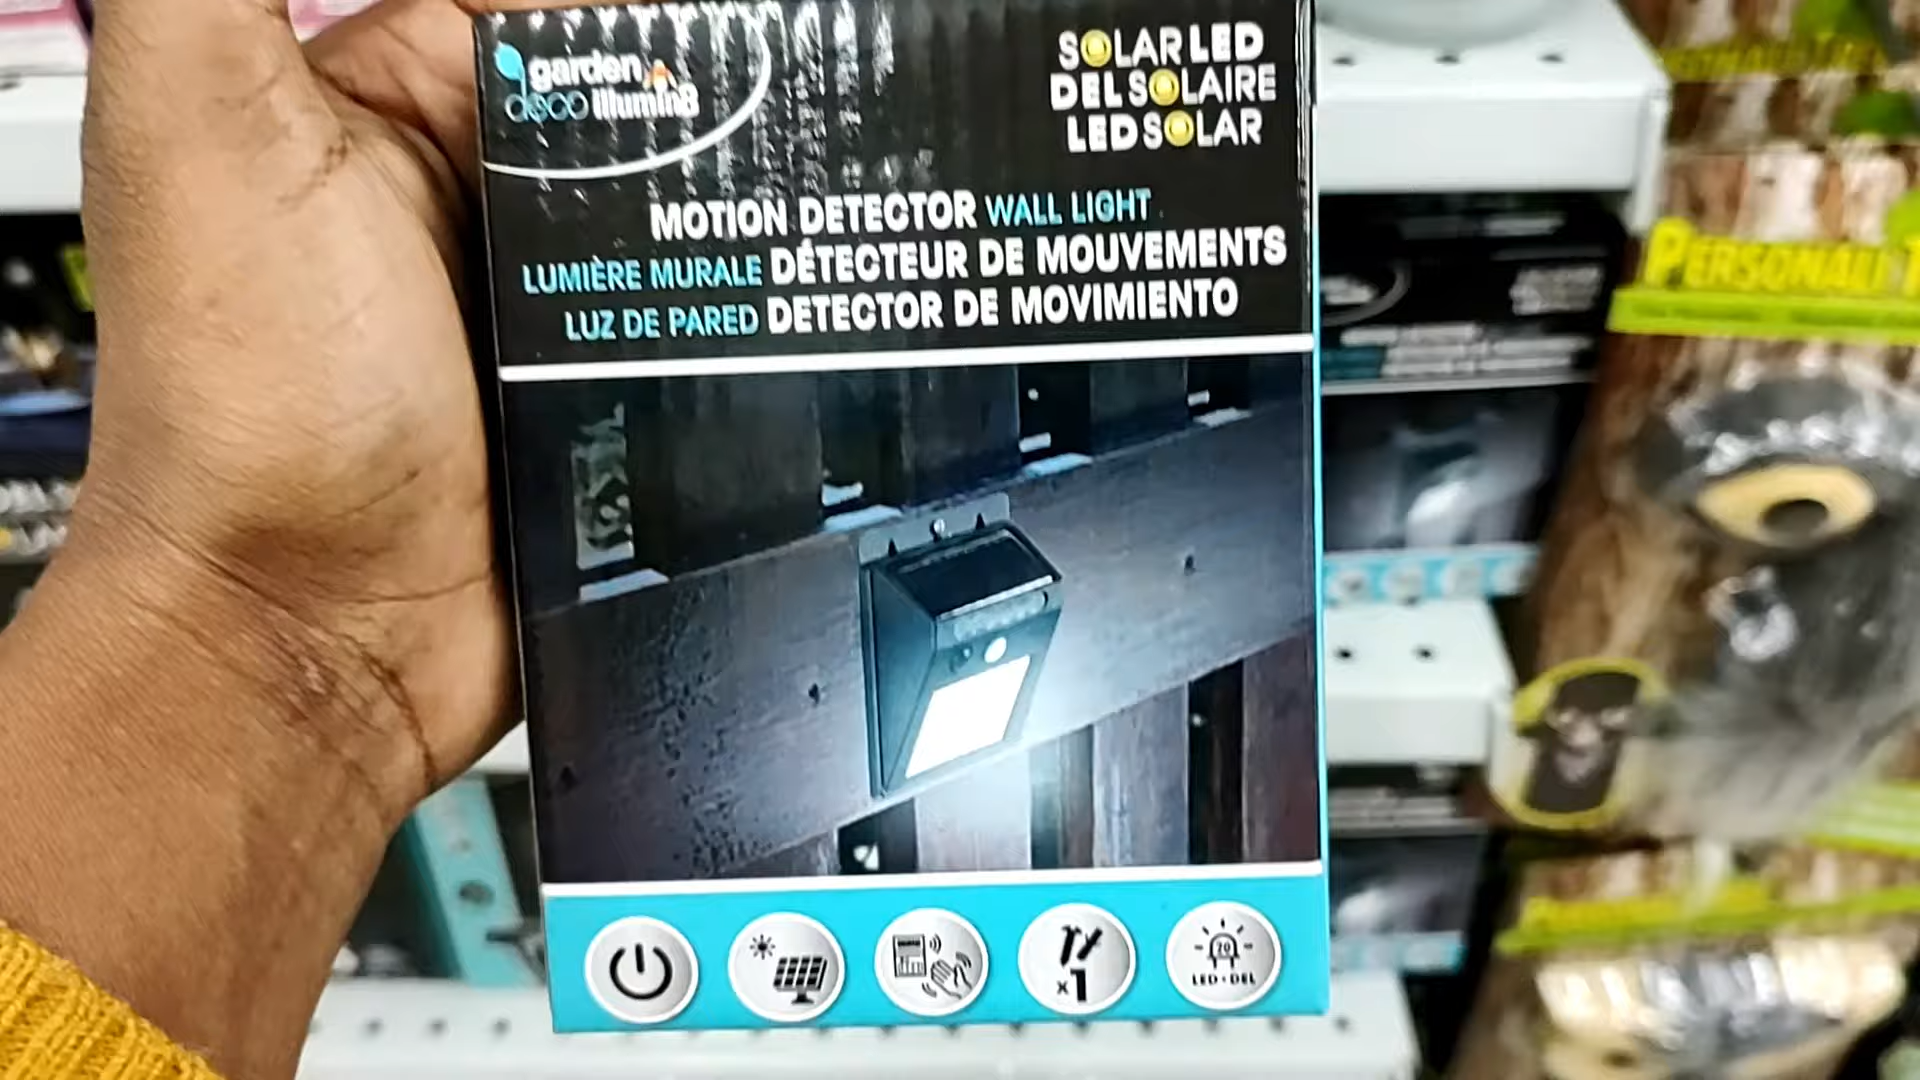 garden
deco illumin8
SOLAR LED
DEL SOLAIRE
LED SOLAR
MOTION DETECTOR WALL LIGHT
LUMIÈRE MURALE DÉTECTEUR DE MOUVEMENTS
LUZ DE PARED DETECTOR DE MOVIMIENTO
x1
20
LED • DEL